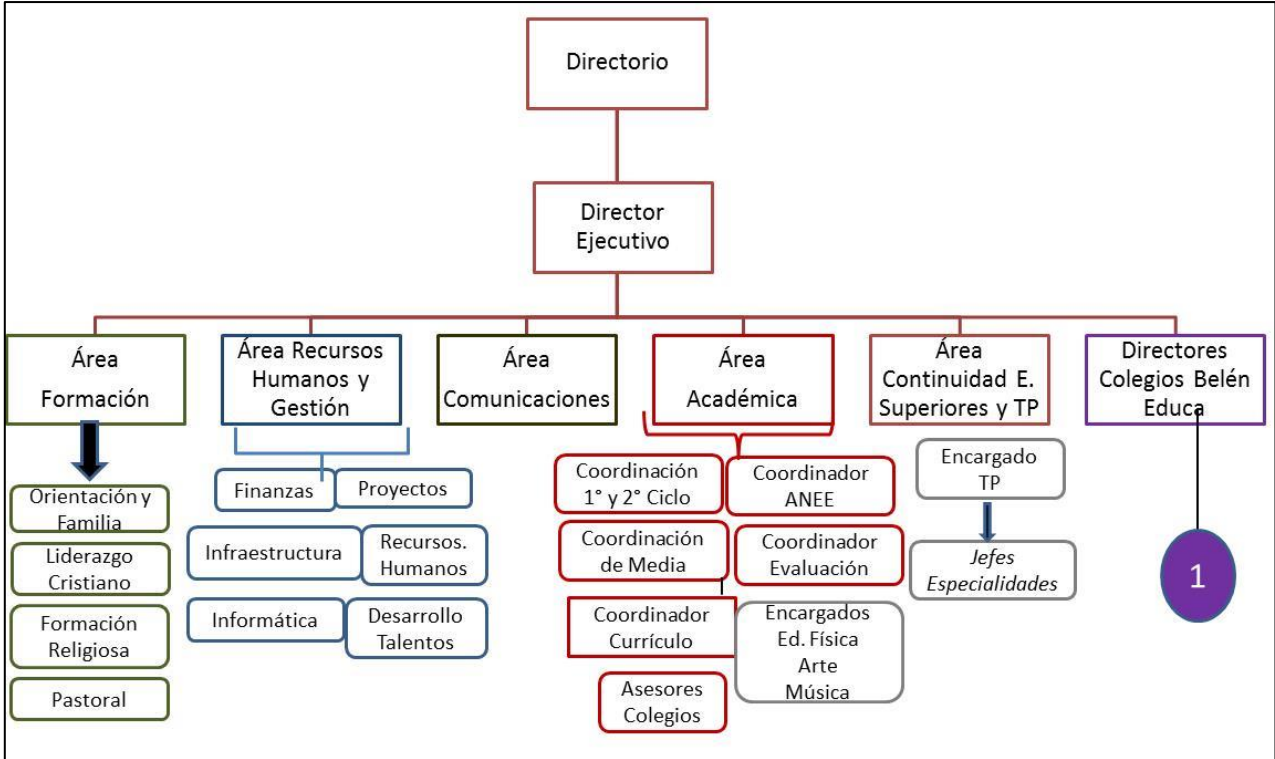 Directorio
Director
Ejecutivo
Área
Formación
Área Recursos
Humanos y
Gestión
Área
Comunicaciones
Área
Académica
Área
Continuidad E.
Superiores y TP
Directores
Colegios Belén
Educa
Orientación y
Familia
Liderazgo
Cristiano
Formación
Religiosa
Pastoral
Finanzas
Proyectos
Infraestructura
Recursos.
Humanos
Informática
Desarrollo
Talentos
Coordinación
1° y 2° Ciclo
Coordinador
ANEE
Coordinación
de Media
Coordinador
Evaluación
Coordinador
Currículo
Encargados
Ed. Física
Arte
Música
Asesores
Colegios
Encargado
TP
Jefes
Especialidades
1